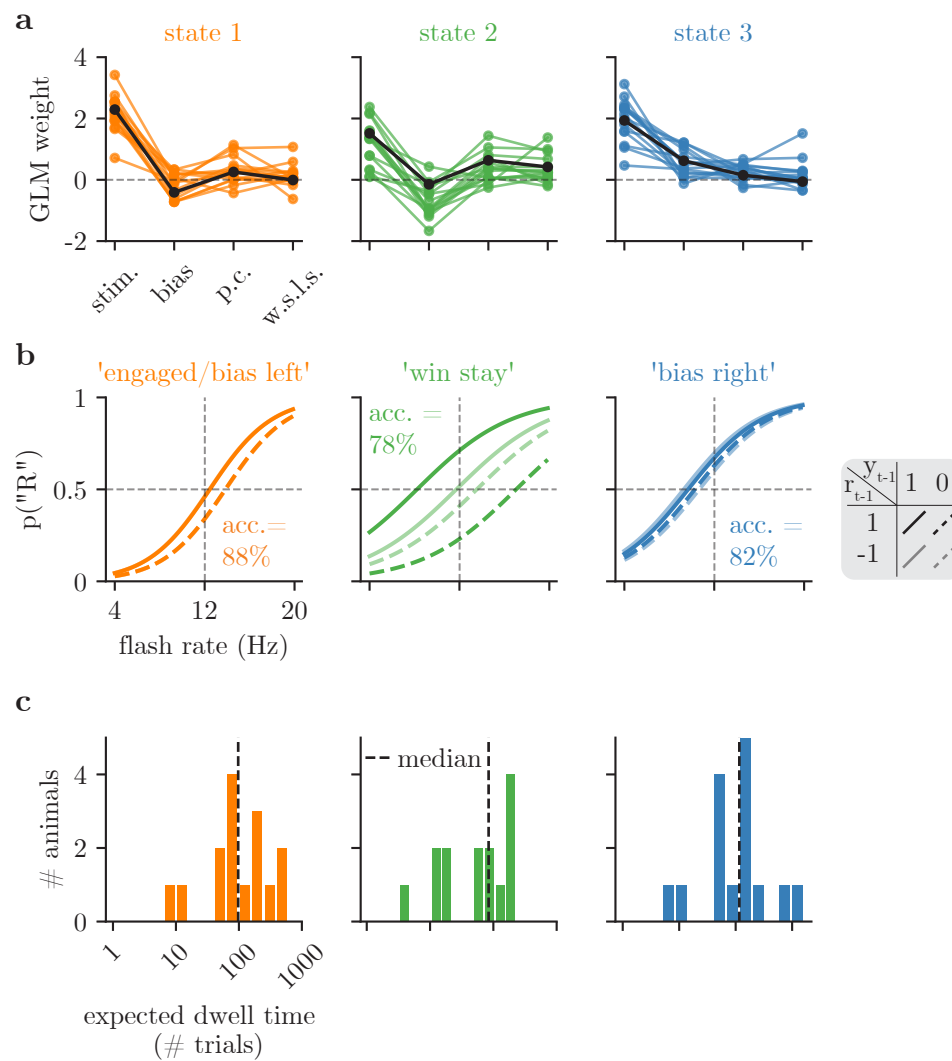 a
state 1
state 2
state 3
GLM weight
4
2
0
-2
stim.
bias
p.c.
w.s.l.s.
b
'engaged/bias left'
'win stay'
'bias right'
p("R")
1
0.5
0
acc.=
88%
acc. =
78%
acc. =
82%
4
12
20
flash rate (Hz)
y t-1
r t-1
1
0
1
-1
c
# animals
4
2
0
median
1
10
100
1000
expected dwell time
(# trials)